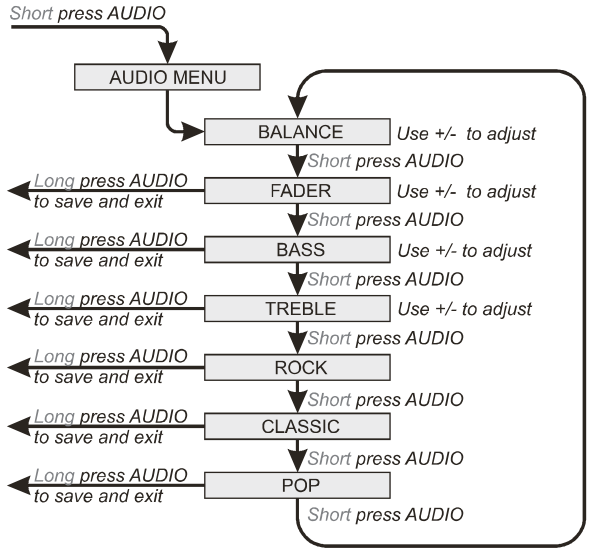 Short press AUDIO
AUDIO MENU
BALANCE
Use +/- to adjust
Short press AUDIO
Long press AUDIO
to save and exit
FADER
Use +/- to adjust
Short press AUDIO
Long press AUDIO
to save and exit
BASS
Use +/- to adjust
Short press AUDIO
Long press AUDIO
to save and exit
TREBLE
Use +/- to adjust
Short press AUDIO
Long press AUDIO
to save and exit
ROCK
Short press AUDIO
Long press AUDIO
to save and exit
CLASSIC
Short press AUDIO
Long press AUDIO
to save and exit
POP
Short press AUDIO